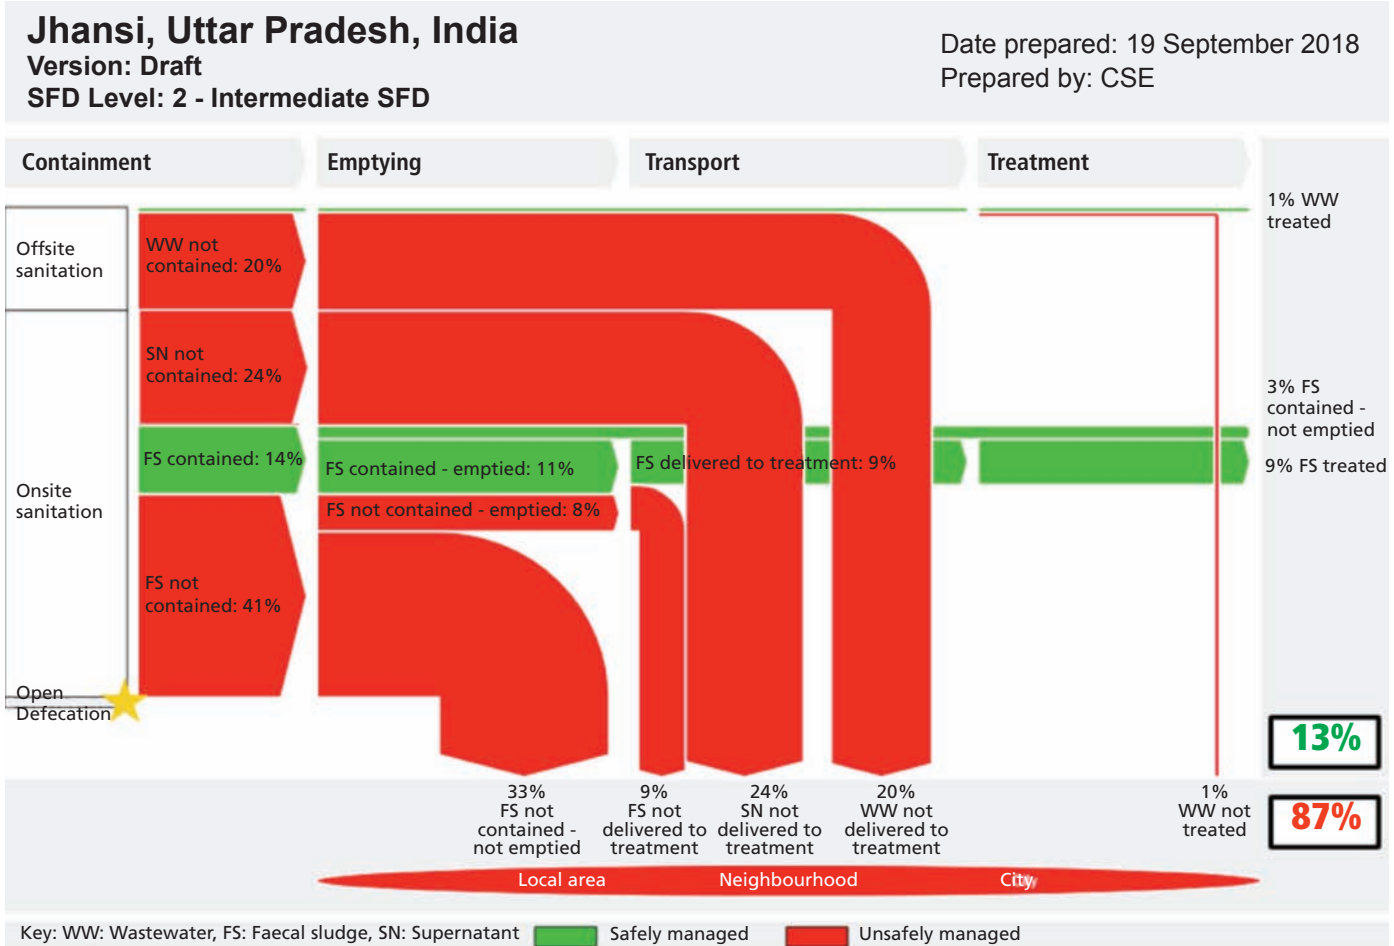 Jhansi, Uttar Pradesh, India
Version: Draft
SFD Level: 2 - Intermediate SFD
Date prepared: 19 September 2018
Prepared by: CSE
Containment
Emptying
Transport
Treatment
Offsite
sanitation
WW not
contained: 20%
1% WW
treated
SN not
contained: 24%
3% FS
contained -
not emptied
FS contained: 14%
FS contained - emptied: 11%
FS delivered to treatment: 9%
9% FS treated
Onsite
sanitation
FS not contained - emptied: 8%
FS not
contained: 41%
Open
Defecation
13%
33%
FS not
contained -
not emptied
9%
FS not
delivered to
treatment
24%
SN not
delivered to
treatment
20%
WW not
delivered to
treatment
1%
WW not
treated
87%
Local area
Neighbourhood
City
Key: WW: Wastewater, FS: Faecal sludge, SN: Supernatant
Safely managed
Unsafely managed